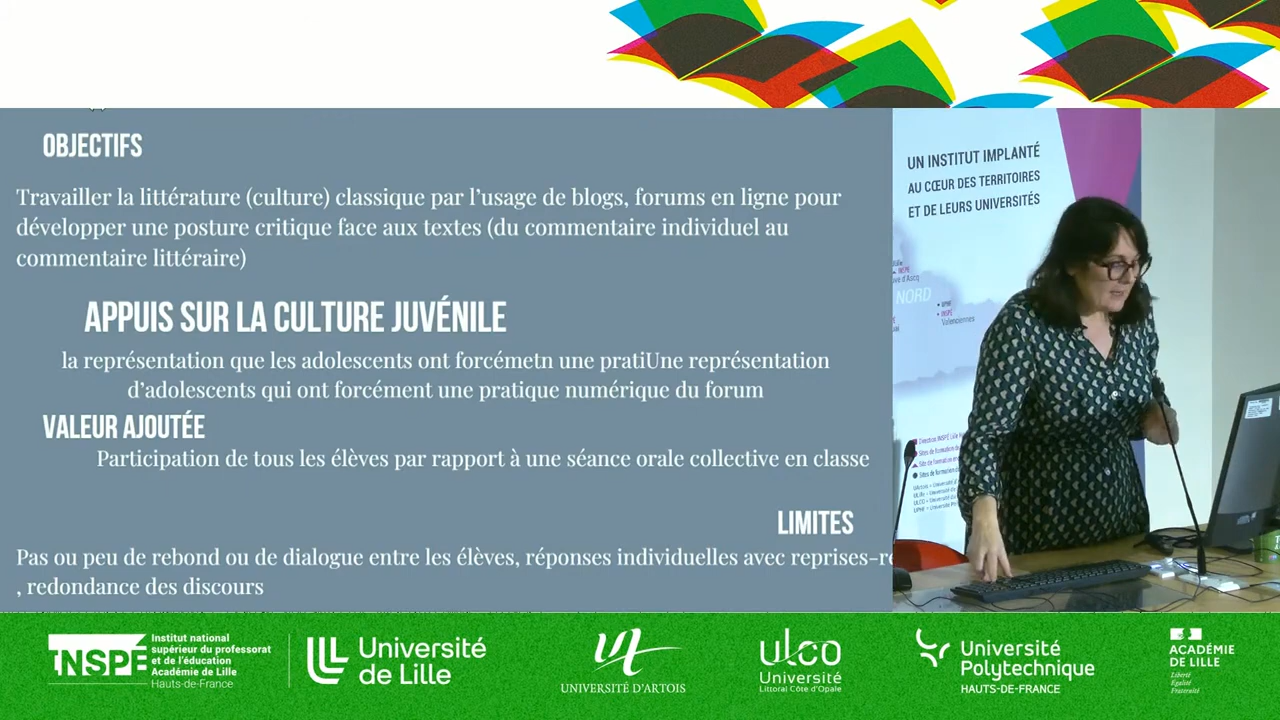 OBJECTIFS
Travailler la littérature (culture) classique par l'usage de blogs, forums en ligne pour
développer une posture critique face aux textes (du commentaire individuel au
commentaire littéraire)
APPUIS SUR LA CULTURE JUVÉNILE
la représentation que les adolescents ont forcémetn une pratiUne représentation
d'adolescents qui ont forcément une pratique numérique du forum
VALEUR AJOUTÉE
Participation de tous les élèves par rapport à une séance orale collective en classe
LIMITES
Pas ou peu de rebond ou de dialogue entre les élèves, réponses individuelles avec reprises-re
, redondance des discours
UN INSTITUT IMPLANTÉ
AU CŒUR DES TERRITOIRES
ET DE LEURS UNIVERSITÉS
NORD
INSPÉ
Valenciennes
INSPÉ
Institut national
supérieur du professorat
et de l'éducation
Académie de Lille
Hauts-de-France
Université
de Lille
UNIVERSITÉ D'ARTOIS
ULCO
Université
Littoral Côte d'Opale
Université
Polytechnique
HAUTS-DE-FRANCE
ACADÉMIE
DE LILLE
Liberté
Égalité
Fraternité